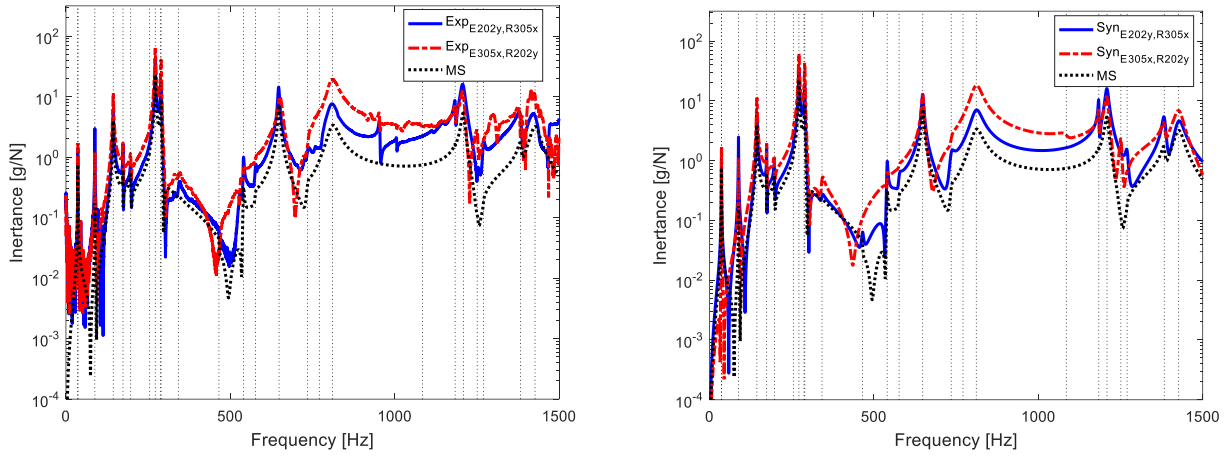 Inertance [g/N]
10^2
10^1
10^0
10^-1
10^-2
10^-3
10^-4
0
500
1000
1500
Frequency [Hz]
Exp_E202y,R305x
Exp_E305x,R202y
MS
Inertance [g/N]
10^2
10^1
10^0
10^-1
10^-2
10^-3
10^-4
0
500
1000
1500
Frequency [Hz]
Syn_E202y,R305x
Syn_E305x,R202y
MS